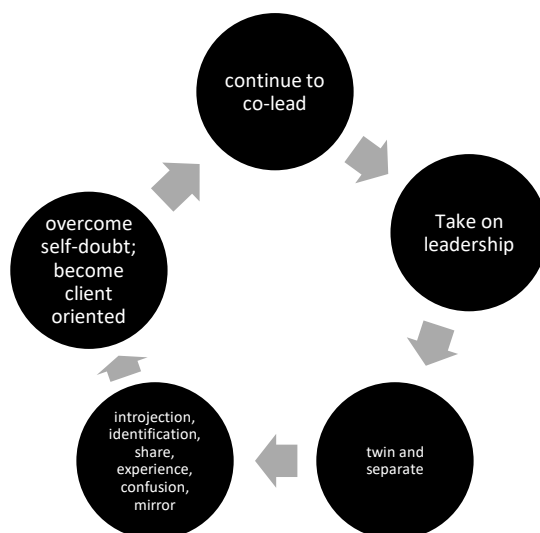 continue to
co-lead
Take on
leadership
twin and
separate
introjection,
identification,
share,
experience,
confusion,
mirror
overcome
self-doubt;
become
client
oriented